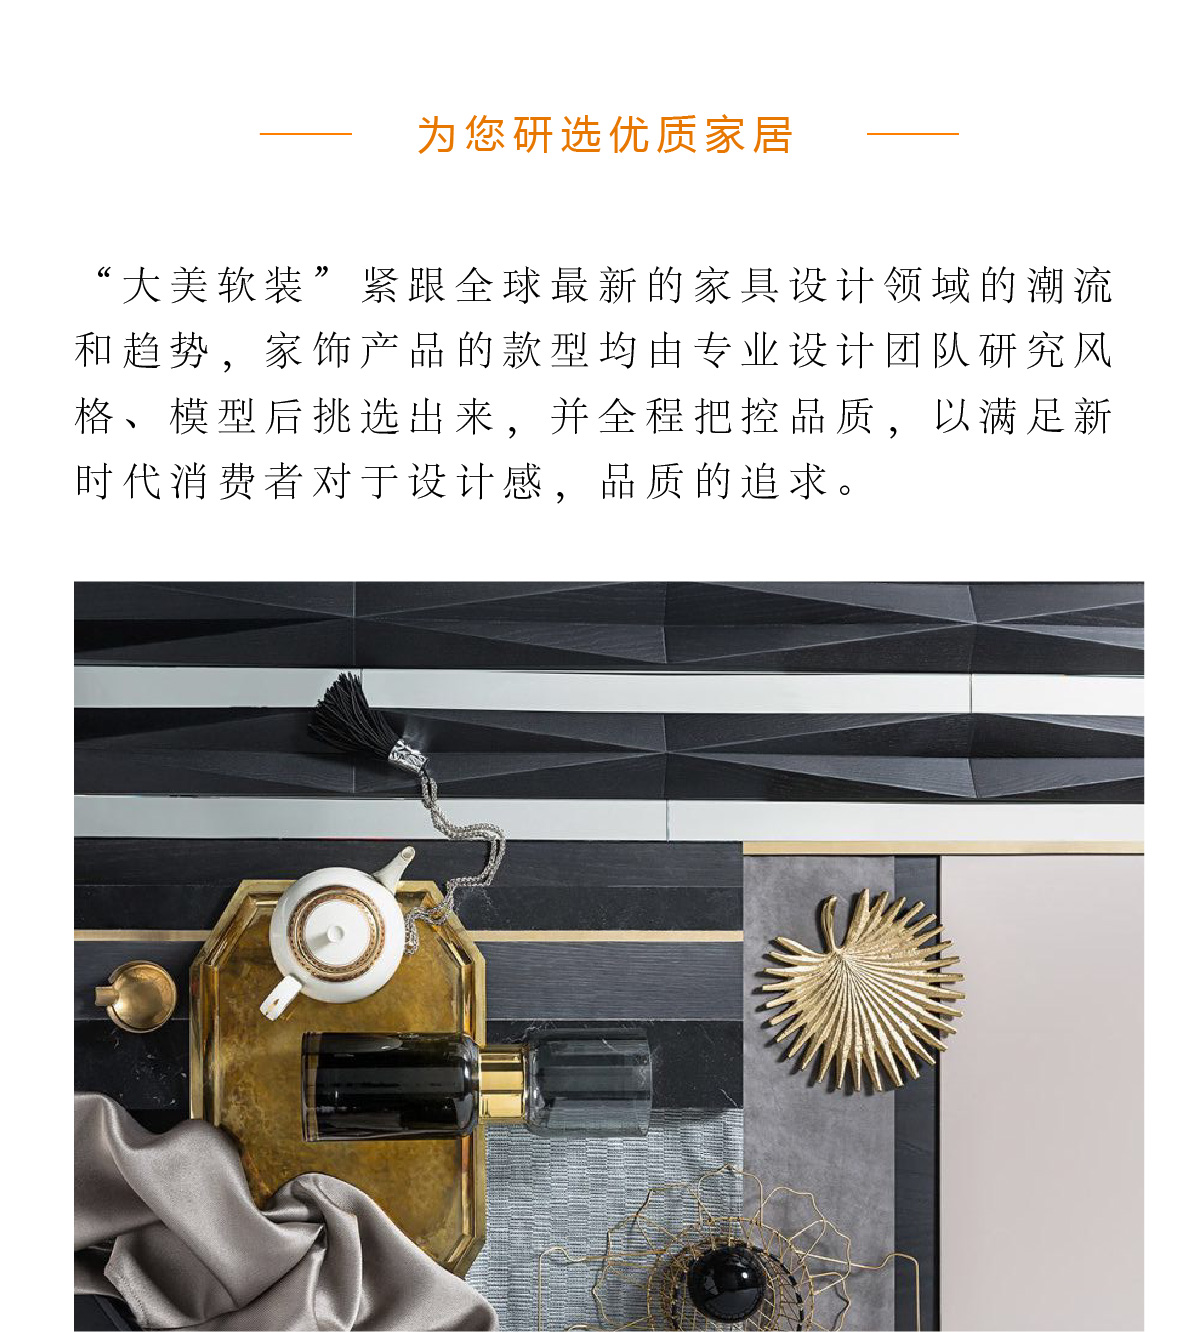 为您研选优质家居
“大美软装”紧跟全球最新的家具设计领域的潮流
和趋势，家饰产品的款型均由专业设计团队研究风
格、模型后挑选出来，并全程把控品质，以满足新
时代消费者对于设计感，品质的追求。